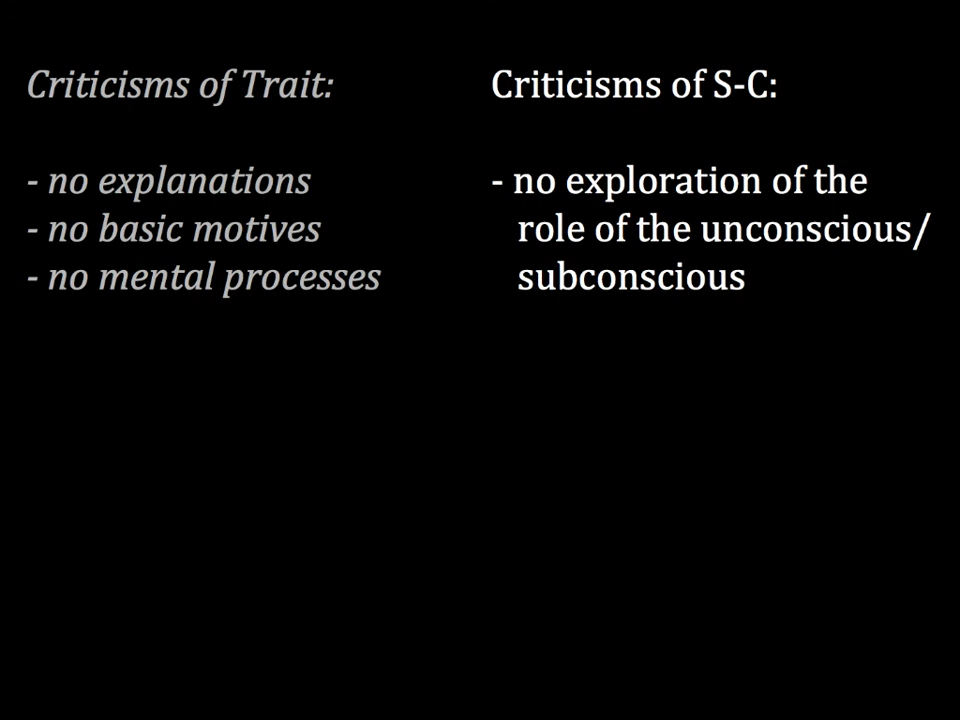 Criticisms of Trait:
- no explanations
- no basic motives
- no mental processes
Criticisms of S-C:
- no exploration of the
role of the unconscious/
subconscious